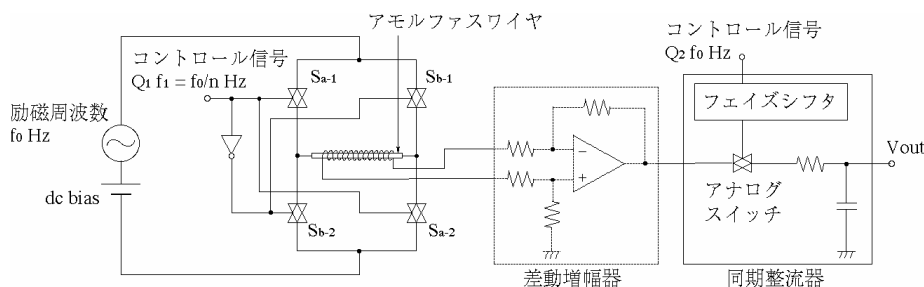 アモルファスワイヤ
コントロール信号
Q1 f1 = f0/n Hz
Sa-1
Sb-1
励磁周波数
f0 Hz
dc bias
Sb-2
Sa-2
−
+
差動増幅器
コントロール信号
Q2 f0 Hz
フェイズシフタ
アナログ
スイッチ
Vout
同期整流器